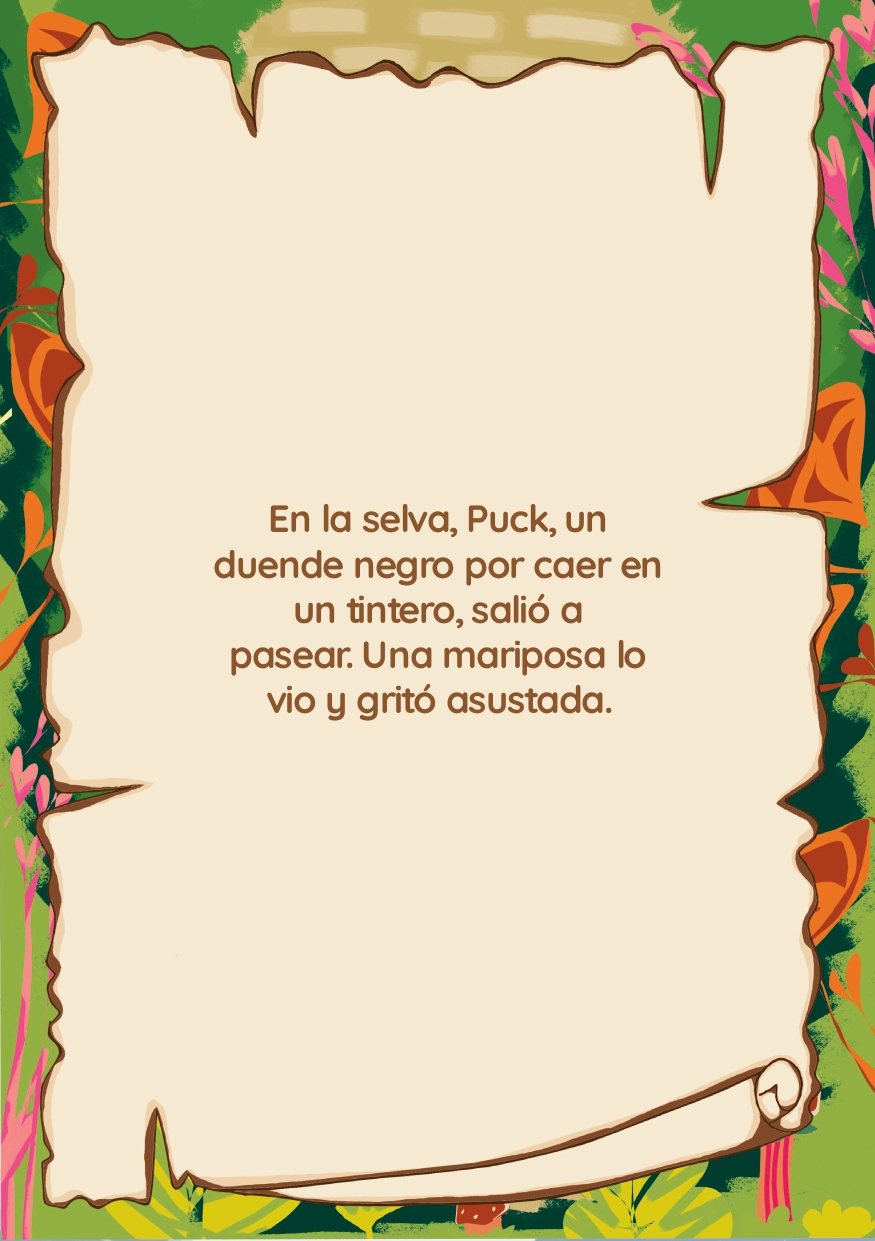 En la selva, Puck, un
duende negro por caer en
un tintero, salió a
pasear. Una mariposa lo
vio y gritó asustada.